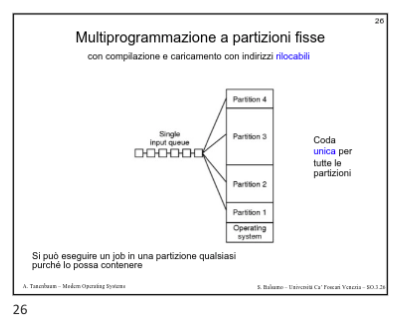 26
Multiprogrammazione a partizioni fisse
con compilazione e caricamento con indirizzi rilocabili
Partition 4
Single
input queue
Partition 3
Coda
unica per
tutte le
partizioni
Partition 2
Partition 1
Operating
system
Si può eseguire un job in una partizione qualsiasi
purché lo possa contenere
A. Tanenbaum – Modern Operating Systems
S. Balsamo – Università Ca’ Foscari Venezia – SO.3.26
26